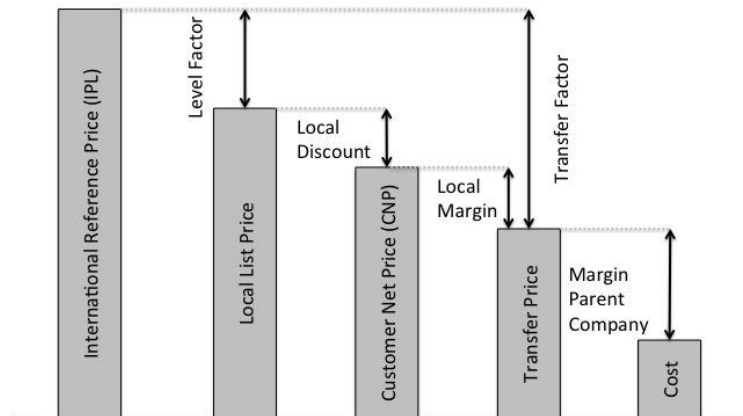 International Reference Price (IPL)
Level Factor
Local List Price
Local
Discount
Customer Net Price (CNP)
Local
Margin
Transfer Factor
Transfer Price
Margin
Parent
Company
Cost